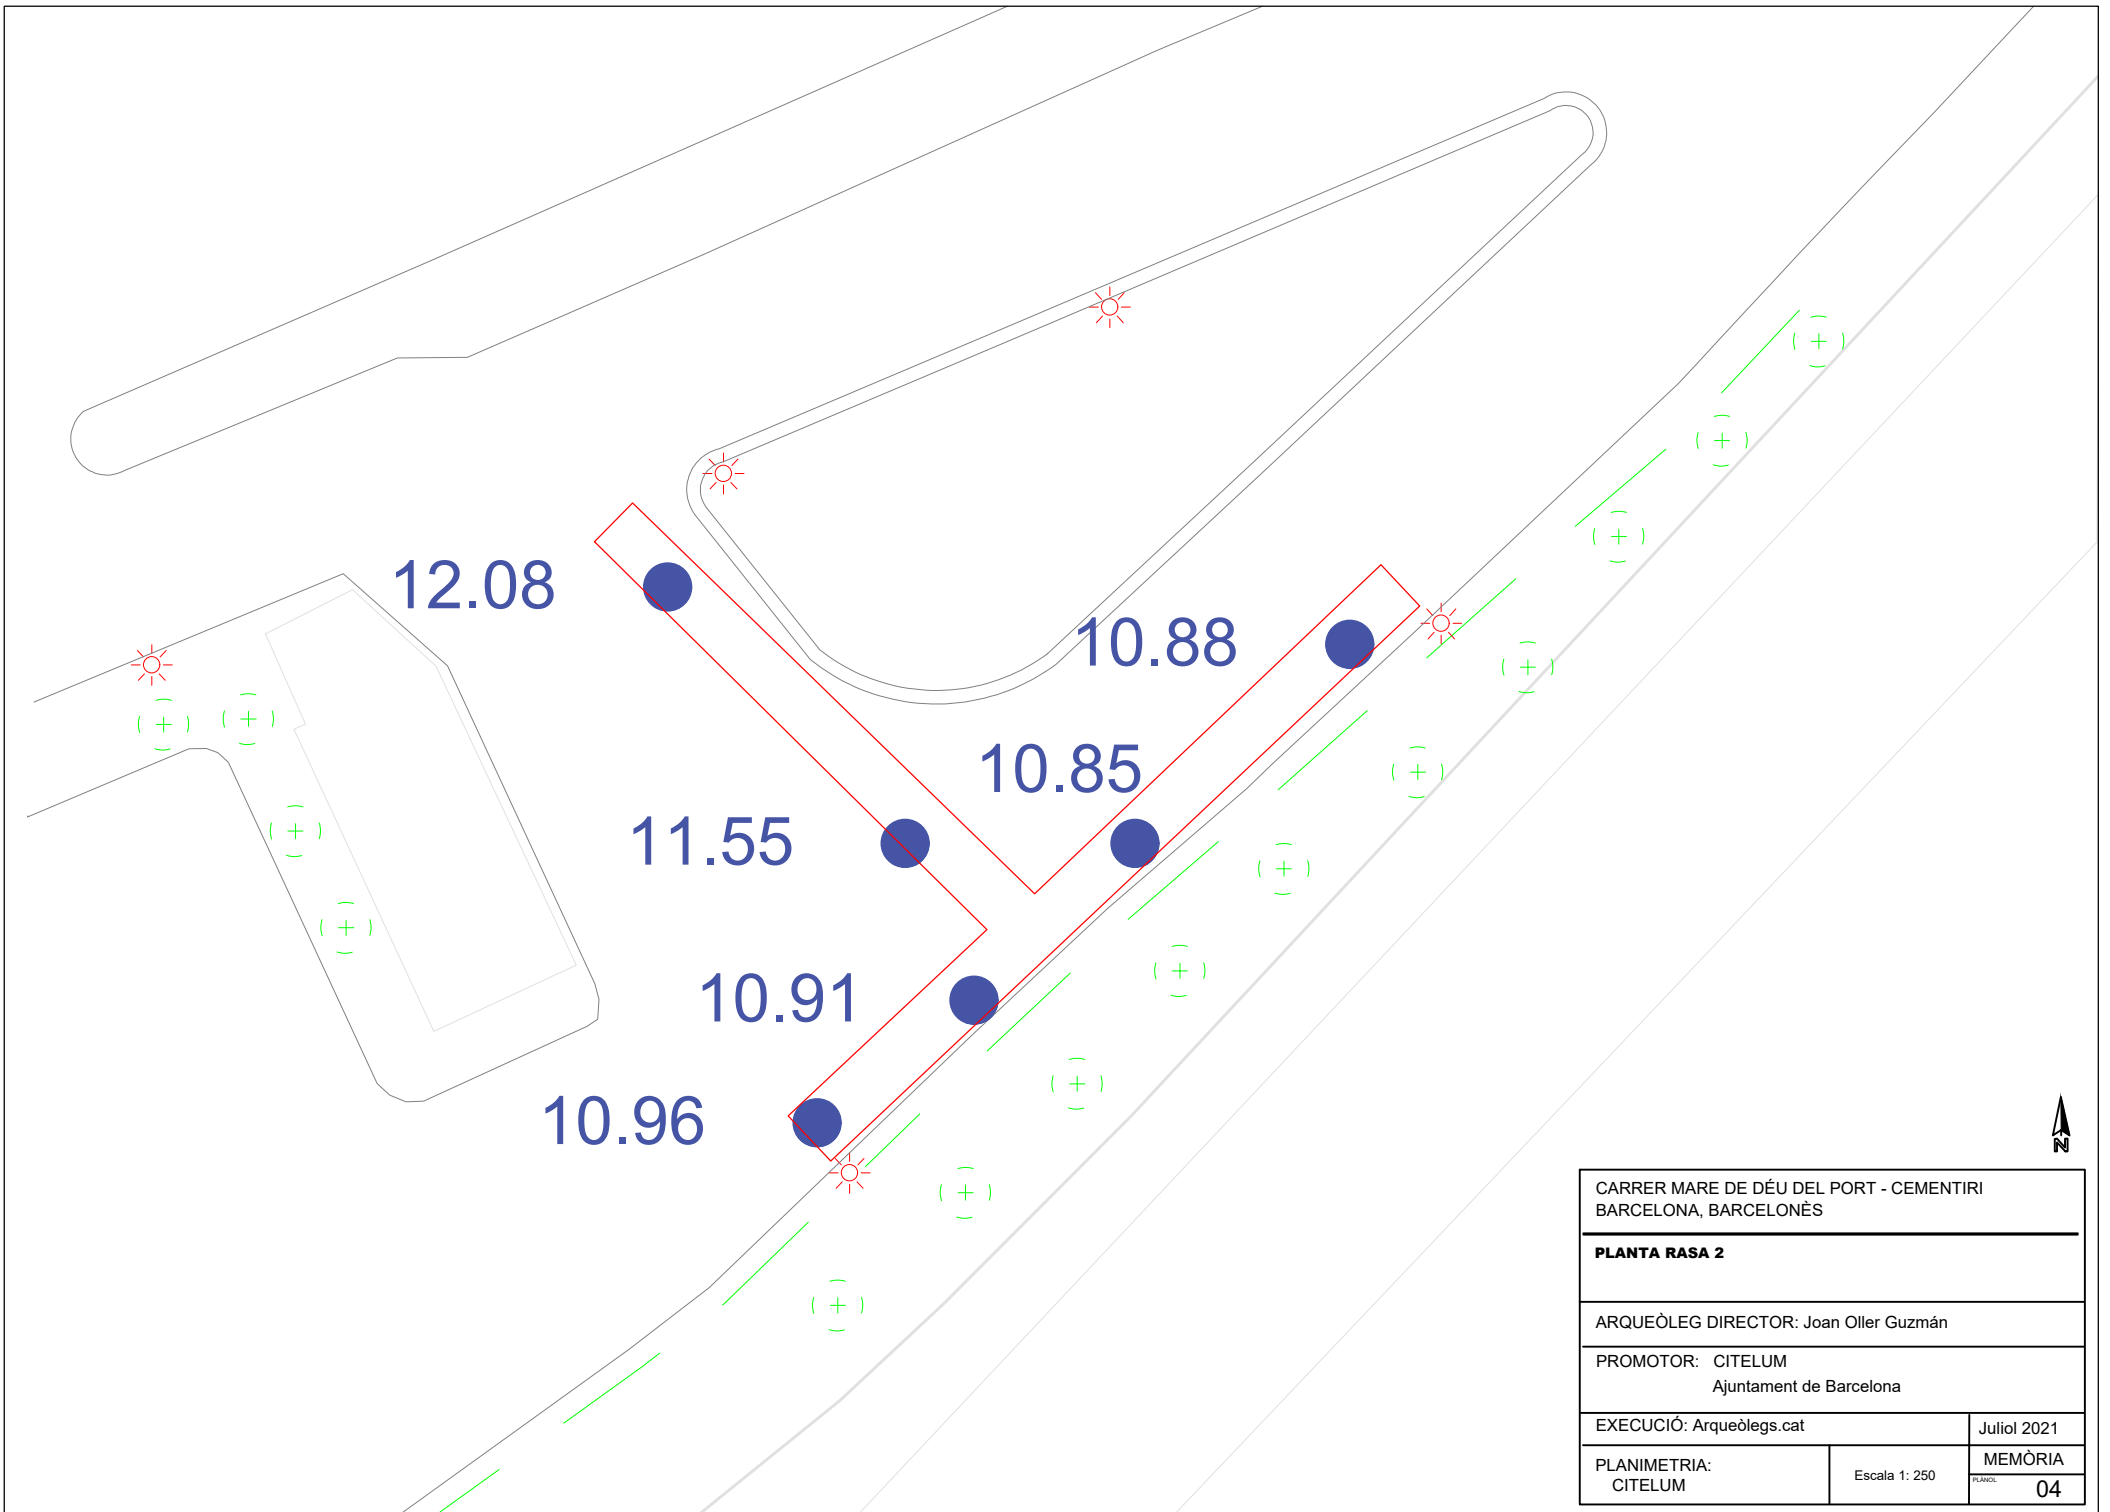 12.08
10.88
10.85
11.55
10.91
10.96
N
CARRER MARE DE DÉU DEL PORT - CEMENTIRI
BARCELONA, BARCELONÈS
PLANTA RASA 2
ARQUEÒLEG DIRECTOR: Joan Oller Guzmán
PROMOTOR: CITELUM
Ajuntament de Barcelona
EXECUCIÓ: Arqueòlegs.cat
Juliol 2021
PLANIMETRIA:
CITELUM
Escala 1: 250
MEMÒRIA
PLÀNOL
04